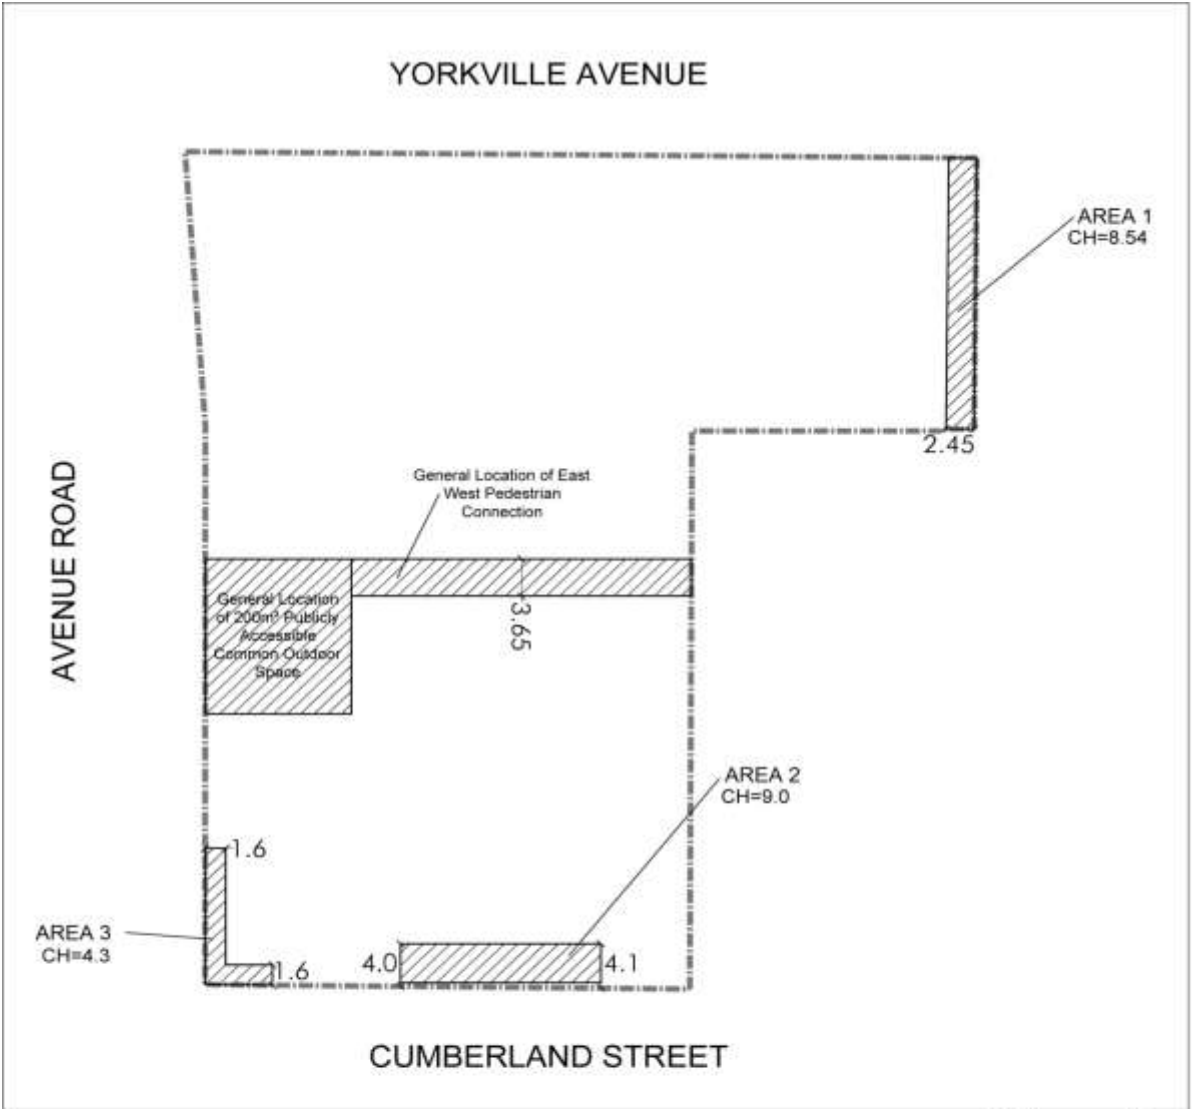 YORKVILLE AVENUE
AREA 1
CH=8.54
2.45
General Location of East
West Pedestrian
Connection
AVENUE ROAD
General Location
of 200m² Publicly
Accessible
Common Outdoor
Space
3.65
AREA 2
CH=9.0
1.6
AREA 3
CH=4.3
1.6
4.0
4.1
CUMBERLAND STREET